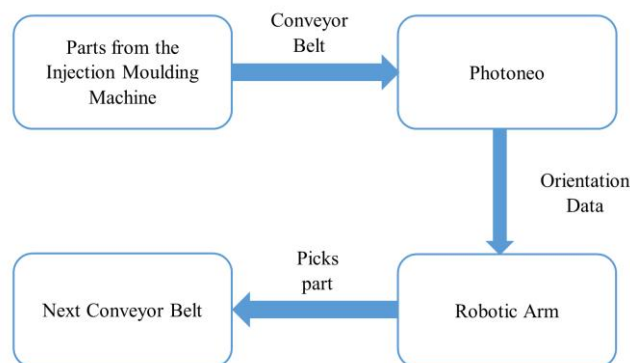 Parts from the
Injection Moulding
Machine
Conveyor
Belt
Photoneo
Orientation
Data
Robotic Arm
Picks
part
Next Conveyor Belt